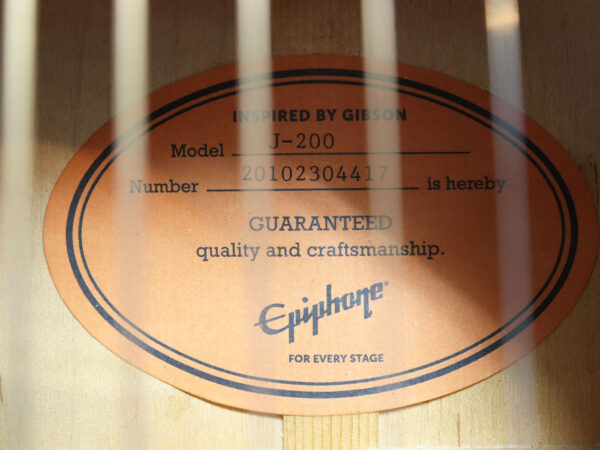 INSPIRED BY GIBSON
Model J-200
Number 20102304417 is hereby
GUARANTEED
quality and craftsmanship.
Epiphone
FOR EVERY STAGE